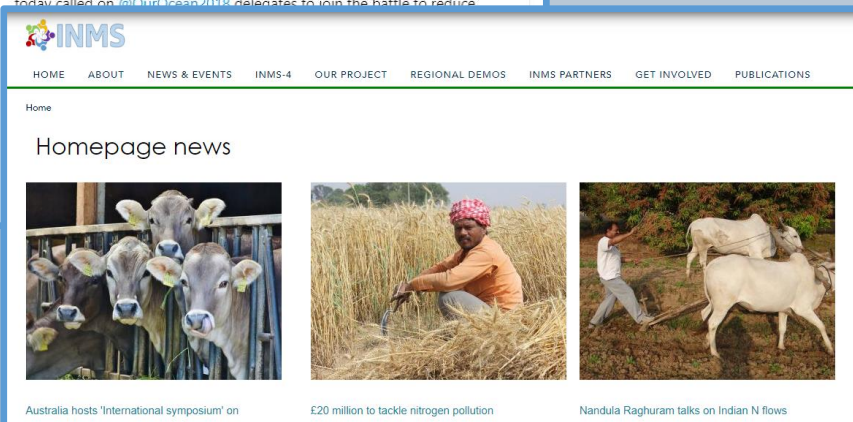 today called on @OurOcean2018 delegates to join the battle to reduce
INMS
HOME ABOUT NEWS & EVENTS INMS-4 OUR PROJECT REGIONAL DEMOS INMS PARTNERS GET INVOLVED PUBLICATIONS
Home
Homepage news
Australia hosts 'International symposium' on
£20 million to tackle nitrogen pollution
Nandula Raghuram talks on Indian N flows